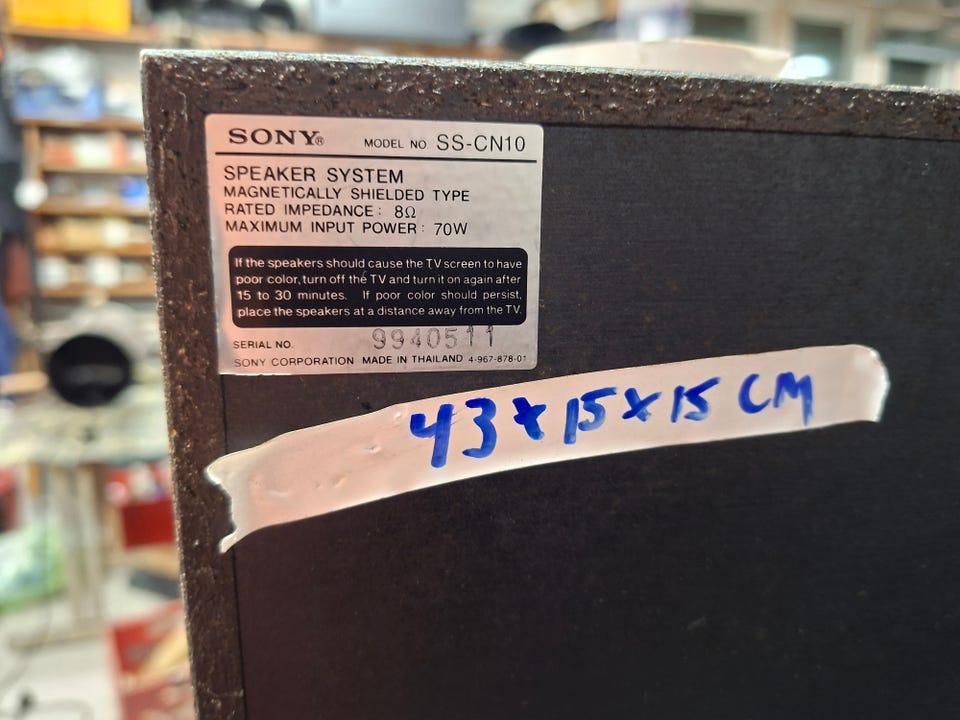 SONY® MODEL NO. SS-CN10
SPEAKER SYSTEM
MAGNETICALLY SHIELDED TYPE
RATED IMPEDANCE: 8Ω
MAXIMUM INPUT POWER: 70W
If the speakers should cause the TV screen to have
poor color, turn off the TV and turn it on again after
15 to 30 minutes. If poor color should persist,
place the speakers at a distance away from the TV.
SERIAL NO. 9940511
SONY CORPORATION MADE IN THAILAND 4-967-878-01
43x15x15 CM